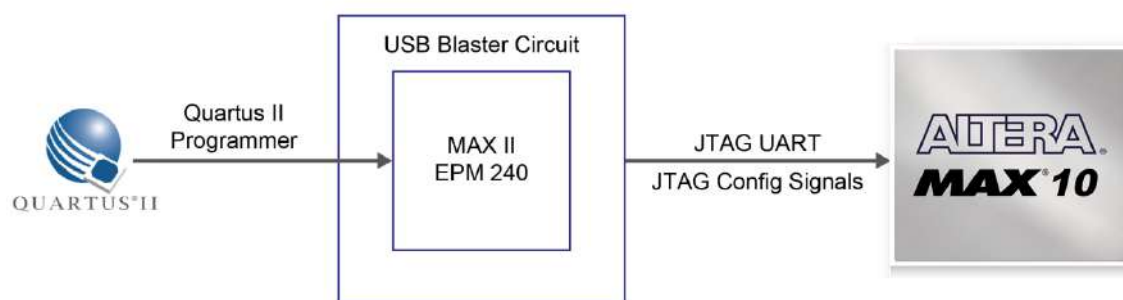 USB Blaster Circuit
Quartus II
Programmer
MAX II
EPM 240
JTAG UART
JTAG Config Signals
QUARTUS®II
ALTERA®
MAX®10